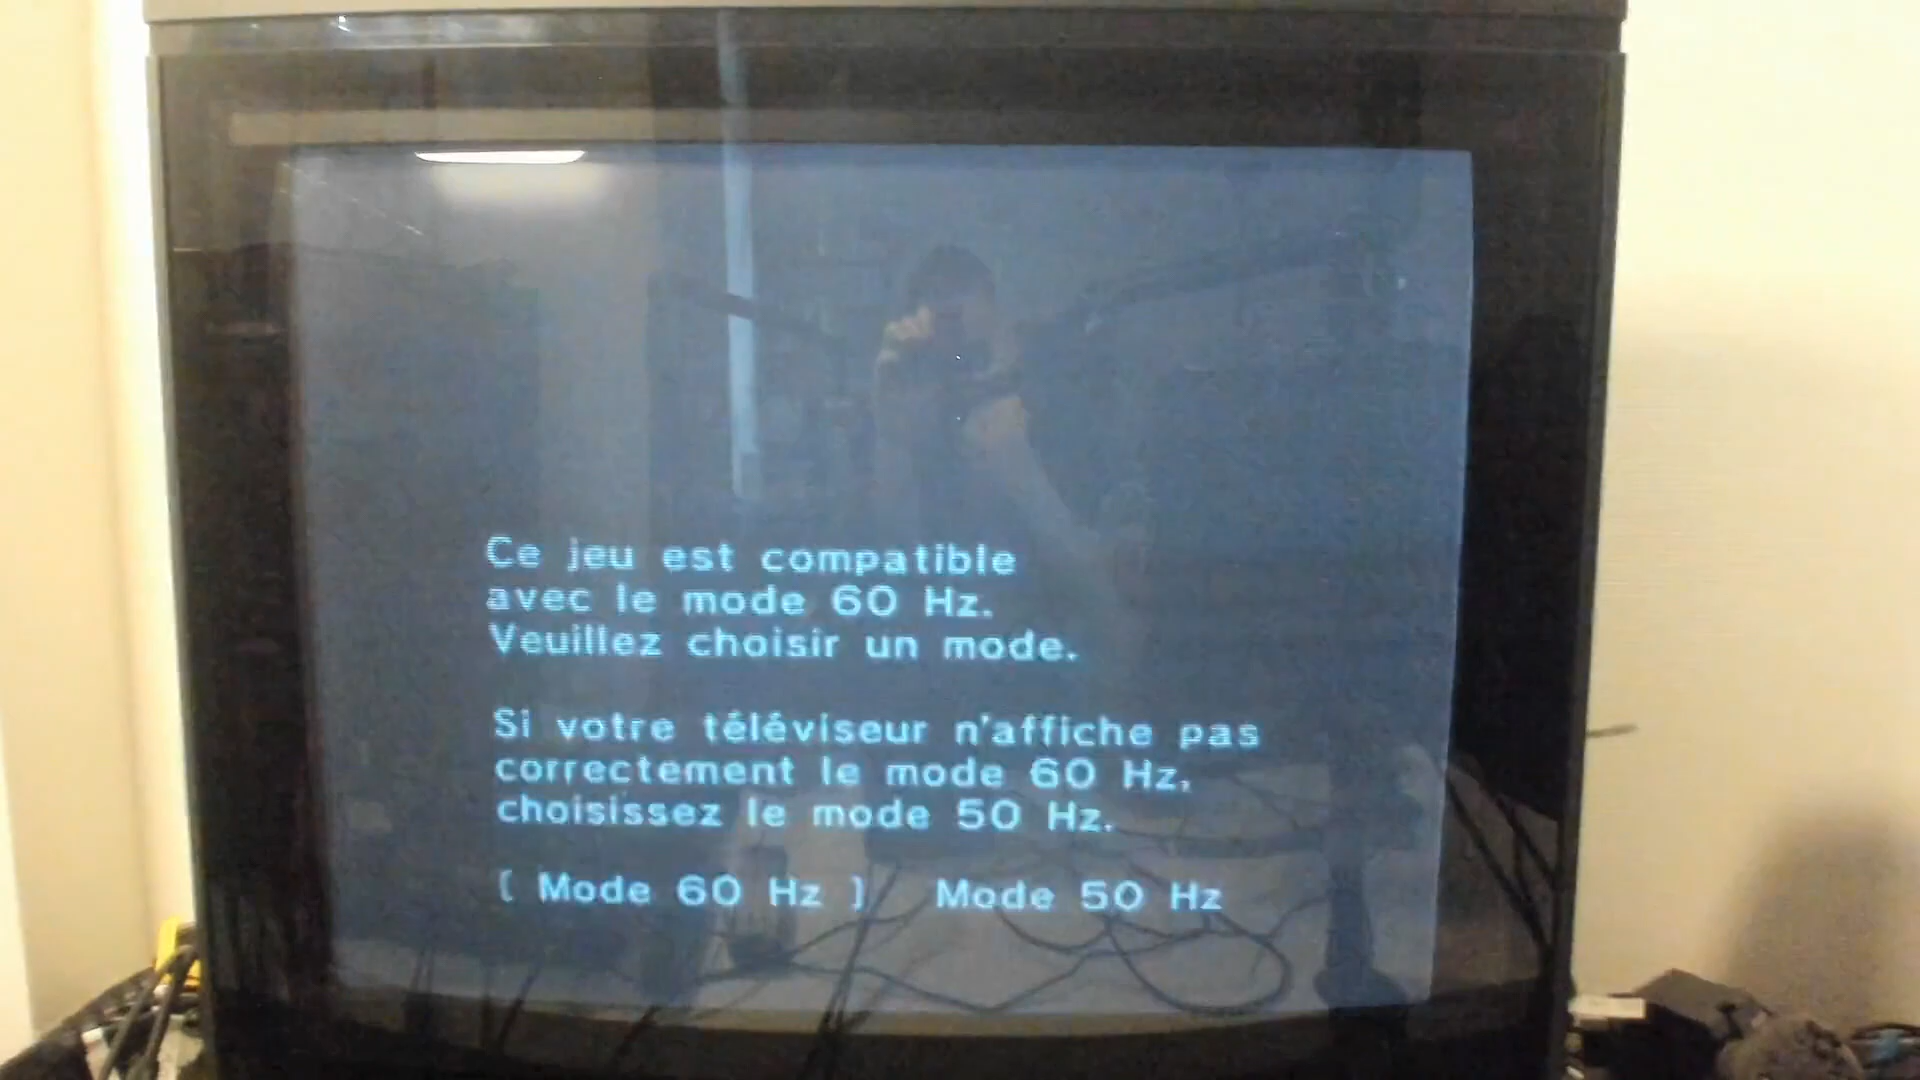 Ce jeu est compatible
avec le mode 60 Hz.
Veuillez choisir un mode.
Si votre téléviseur n'affiche pas
correctement le mode 60 Hz,
choisissez le mode 50 Hz.
[ Mode 60 Hz ] Mode 50 Hz